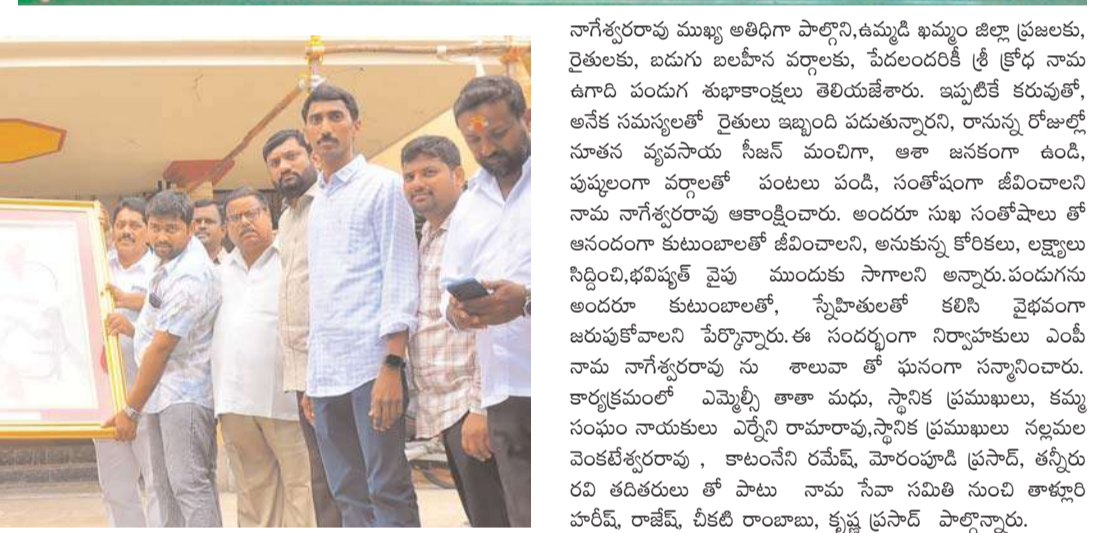 నాగేశ్వరరావు ముఖ్య అతిధిగా పాల్గొని,ఉమ్మడి ఖమ్మం జిల్లా ప్రజలకు,
రైతులకు, బడుగు బలహీన వర్గాలకు, పేదలందరికీ శ్రీ క్రోధ నామ
ఉగాది పండుగ శుభాకాంక్షలు తెలియజేశారు. ఇప్పటికే కరువుతో,
అనేక సమస్యలతో రైతులు ఇబ్బంది పడుతున్నారని, రానున్న రోజుల్లో
నూతన వ్యవసాయ సీజన్ మంచిగా, ఆశా జనకంగా ఉండి,
పుష్కలంగా వర్గాలతో పంటలు పండి, సంతోషంగా జీవించాలని
నామ నాగేశ్వరరావు ఆకాంక్షించారు. అందరూ సుఖ సంతోషాలు తో
ఆనందంగా కుటుంబాలతో జీవించాలని, అనుకున్న కోరికలు, లక్ష్యాలు
సిద్దించి,భవిష్యత్ వైపు ముందుకు సాగాలని అన్నారు.పండుగను
అందరూ కుటుంబాలతో, స్నేహితులతో కలిసి వైభవంగా
జరుపుకోవాలని పేర్కొన్నారు.ఈ సందర్భంగా నిర్వాహకులు ఎంపీ
నామ నాగేశ్వరరావు ను శాలువా తో ఘనంగా సన్మానించారు.
కార్యక్రమంలో ఎమ్మెల్సీ తాతా మధు, స్థానిక ప్రముఖులు, కమ్మ
సంఘం నాయకులు ఎర్నేని రామారావు,స్థానిక ప్రముఖులు నల్లమల
వెంకటేశ్వరరావు , కాటంనేని రమేష్, మోరంపూడి ప్రసాద్, తన్నీరు
రవి తదితరులు తో పాటు నామ సేవా సమితి నుంచి తాళ్లూరి
హరీష్, రాజేష్, చీకటి రాంబాబు, కృష్ణ ప్రసాద్ పాల్గొన్నారు.